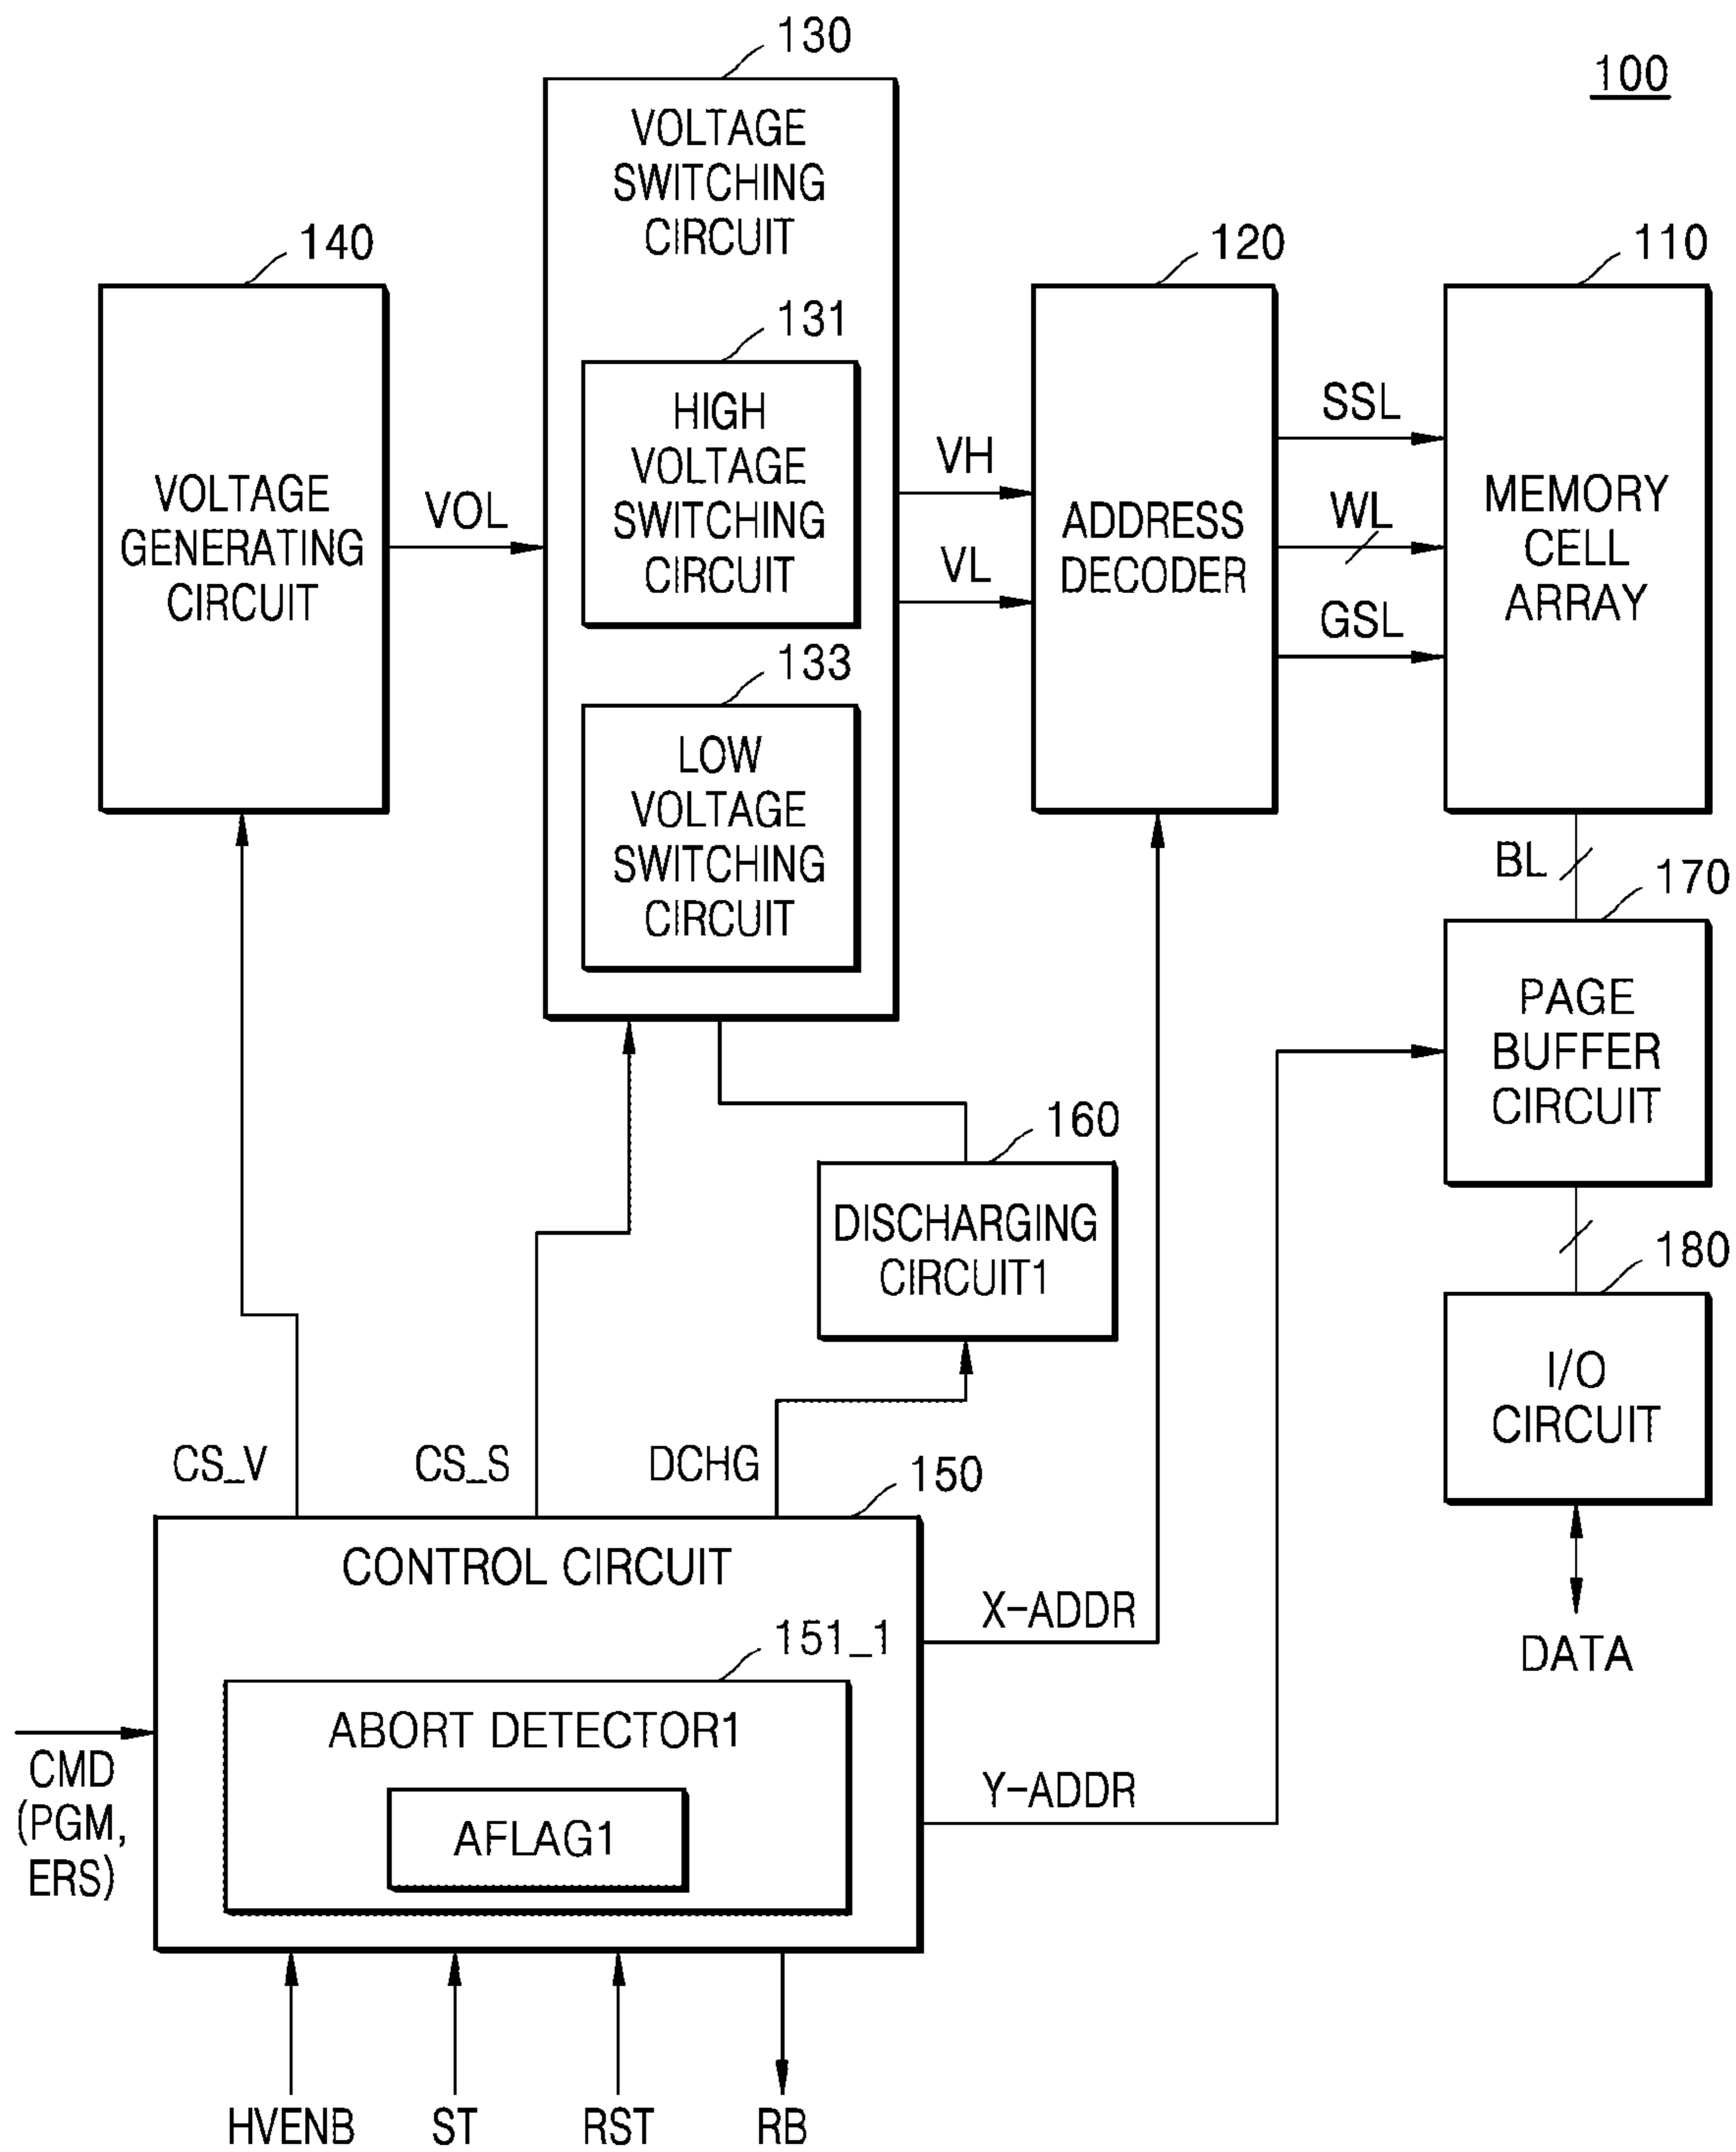 130
100
VOLTAGE
SWITCHING
CIRCUIT
140
120
110
131
HIGH
VOLTAGE
SWITCHING
CIRCUIT
VOLTAGE
GENERATING
CIRCUIT
VOL
VH
VL
ADDRESS
DECODER
SSL
WL
GSL
MEMORY
CELL
ARRAY
133
LOW
VOLTAGE
SWITCHING
CIRCUIT
BL
170
PAGE
BUFFER
CIRCUIT
160
DISCHARGING
CIRCUIT1
180
I/O
CIRCUIT
DATA
CS_V
CS_S
DCHG
150
CONTROL CIRCUIT
X-ADDR
151_1
ABORT DETECTOR1
AFLAG1
Y-ADDR
CMD
(PGM,
ERS)
HVENB
ST
RST
RB